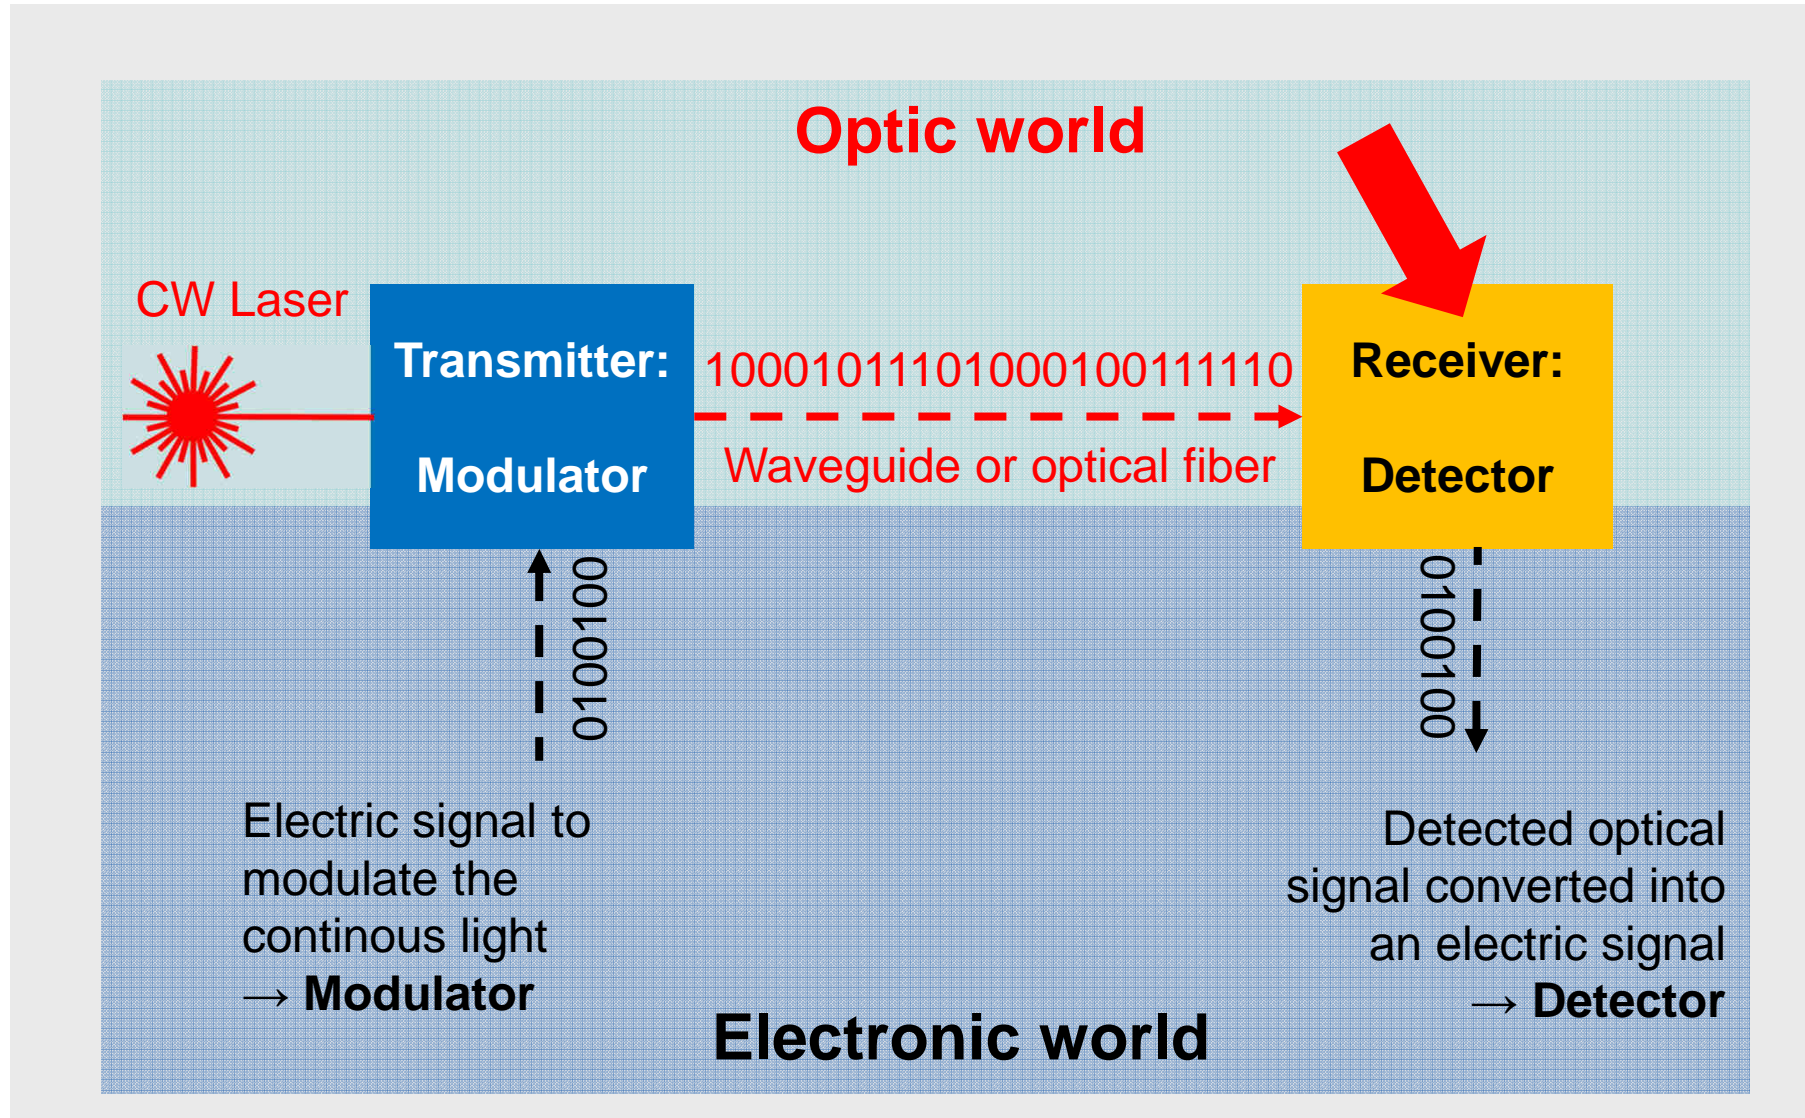 Optic world
CW Laser
Transmitter:
Modulator
10001011101000100111110
Waveguide or optical fiber
Receiver:
Detector
0100100
0100100
Electric signal to
modulate the
continous light
→ Modulator
Detected optical
signal converted into
an electric signal
→ Detector
Electronic world